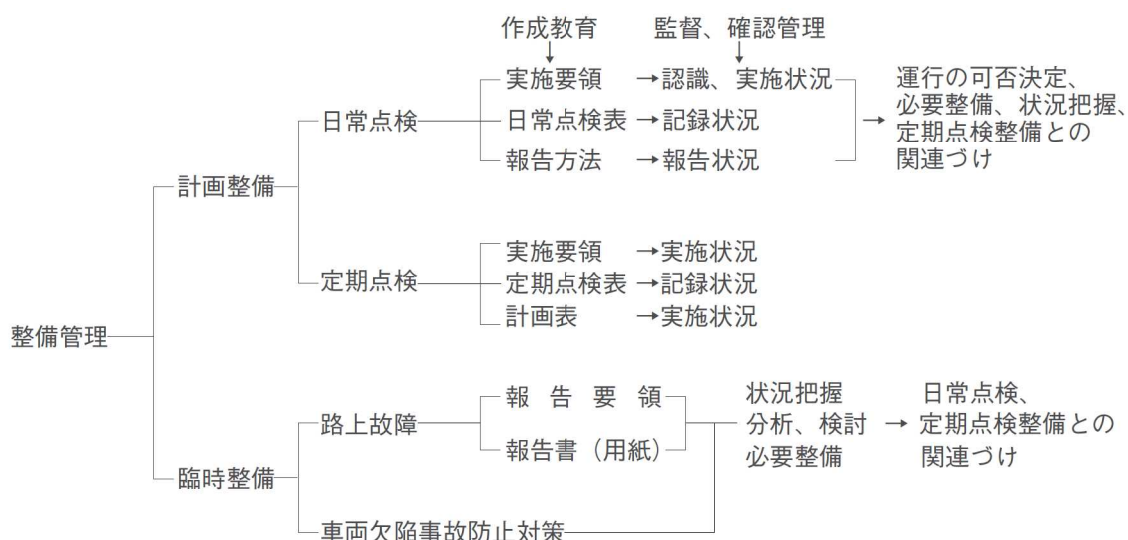 作成教育
監督、確認管理
実施要領
認識、実施状況
日常点検
日常点検表
記録状況
報告方法
報告状況
運行の可否決定、
必要整備、状況把握、
定期点検整備との
関連づけ
計画整備
定期点検
実施要領
実施状況
定期点検表
記録状況
計画表
実施状況
整備管理
臨時整備
路上故障
報告要領
報告書（用紙）
車両欠陥事故防止対策
状況把握
分析、検討
必要整備
日常点検、
定期点検整備との
関連づけ